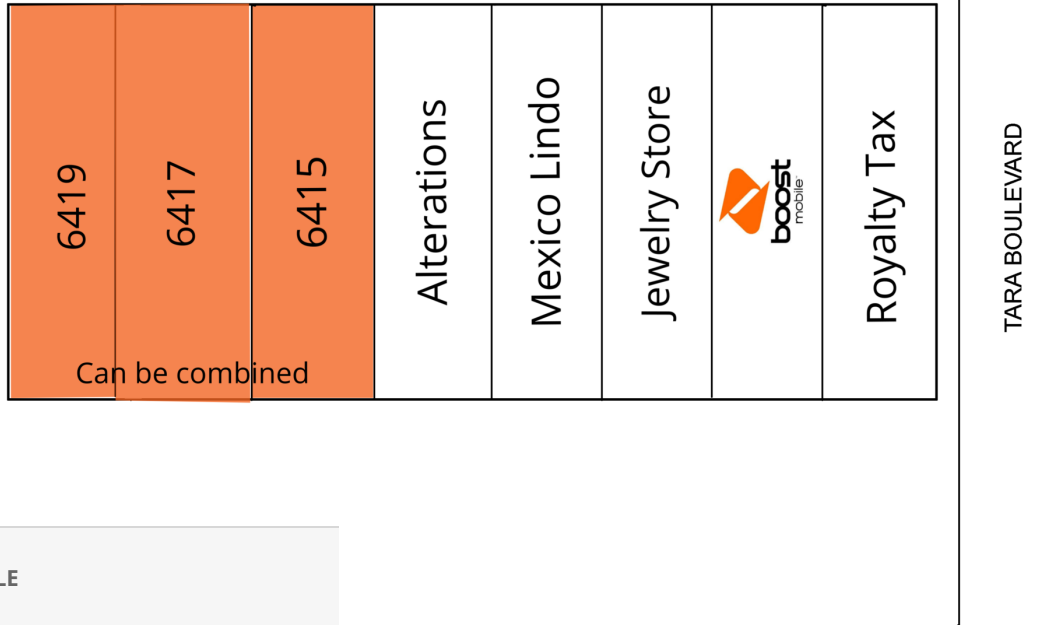 6419
6417
6415
Can be combined
Alterations
Mexico Lindo
Jewelry Store
boost
mobile
Royalty Tax
TARA BOULEVARD
LE